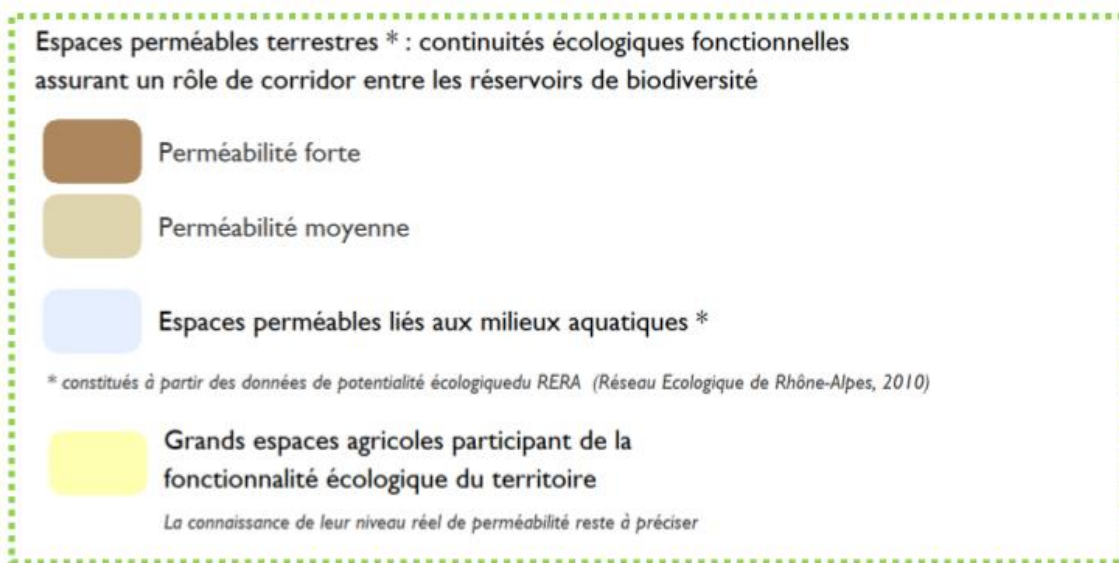 Espaces perméables terrestres * : continuités écologiques fonctionnelles
assurant un rôle de corridor entre les réservoirs de biodiversité
Perméabilité forte
Perméabilité moyenne
Espaces perméables liés aux milieux aquatiques *
* constitués à partir des données de potentialité écologiquedu RERA (Réseau Ecologique de Rhône-Alpes, 2010)
Grands espaces agricoles participant de la
fonctionnalité écologique du territoire
La connaissance de leur niveau réel de perméabilité reste à préciser